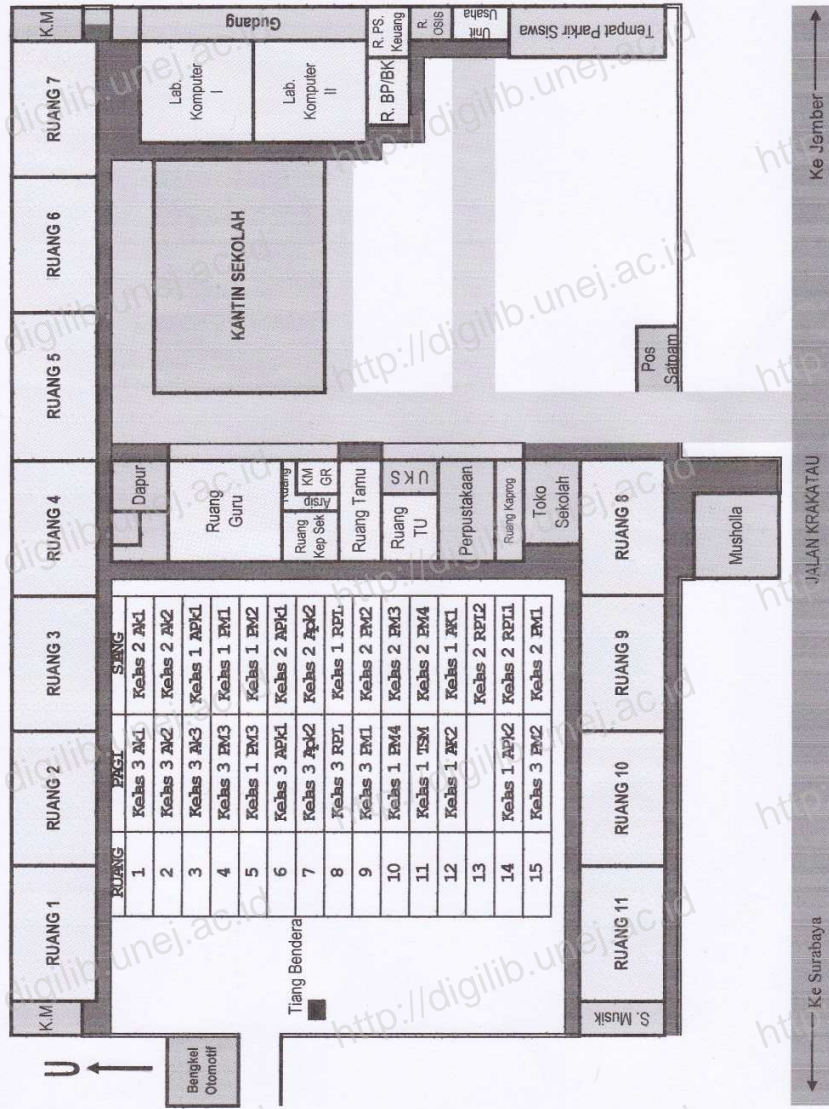 K.M
RUANG 1
RUANG 2
RUANG 3
RUANG 4
RUANG 5
RUANG 6
RUANG 7
K.M
U
Bengkel
Otomotif
Tiang Bendera
RUANG PAGI SIANG
1 Kelas 3 Ak1 Kelas 2 Ak1
2 Kelas 3 Ak2 Kelas 2 Ak2
3 Kelas 3 Ak3 Kelas 1 APk1
4 Kelas 3 PM3 Kelas 1 PM1
5 Kelas 1 PM3 Kelas 1 PM2
6 Kelas 3 APk1 Kelas 2 APk1
7 Kelas 3 Apk2 Kelas 2 Apk2
8 Kelas 3 RPL Kelas 1 RPL1
9 Kelas 3 PM1 Kelas 2 PM2
10 Kelas 1 PM4 Kelas 2 PM3
11 Kelas 1 TSM Kelas 2 PM4
12 Kelas 1 AK2 Kelas 1 AK1
13 Kelas 2 RPL2
14 Kelas 1 APk2 Kelas 2 RPL1
15 Kelas 3 PM2 Kelas 2 PM1
Dapur
Ruang
Guru
Ruang
Arsip
KM
GR
Ruang
Kep Sek
Ruang Tamu
Ruang
TU
UKS
Perpustakaan
Ruang Kaprog
Toko
Sekolah
KANTIN SEKOLAH
Lab.
Komputer
I
Lab.
Komputer
II
Gudang
R. BP/BK
R. PS.
Keuang
R.
OSIS
Unit
Usaha
Tempat Parkir Siswa
Pos
Satpam
S. Musik
RUANG 11
RUANG 10
RUANG 9
RUANG 8
Musholla
Ke Surabaya
JALAN KRAKATAU
Ke Jember
digilib.unej.ac.id
http://digilib.unej.ac.id